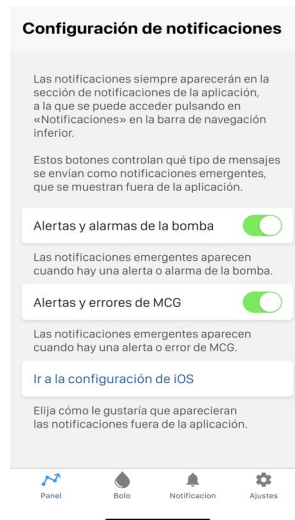 Configuración de notificaciones
Las notificaciones siempre aparecerán en la
sección de notificaciones de la aplicación,
a la que se puede acceder pulsando en
«Notificaciones» en la barra de navegación
inferior.
Estos botones controlan qué tipo de mensajes
se envían como notificaciones emergentes,
que se muestran fuera de la aplicación.
Alertas y alarmas de la bomba
Las notificaciones emergentes aparecen
cuando hay una alerta o alarma de la bomba.
Alertas y errores de MCG
Las notificaciones emergentes aparecen
cuando hay una alerta o error de MCG.
Ir a la configuración de iOS
Elija cómo le gustaría que aparecieran
las notificaciones fuera de la aplicación.
Panel
Bolo
Notificacion
Ajustes